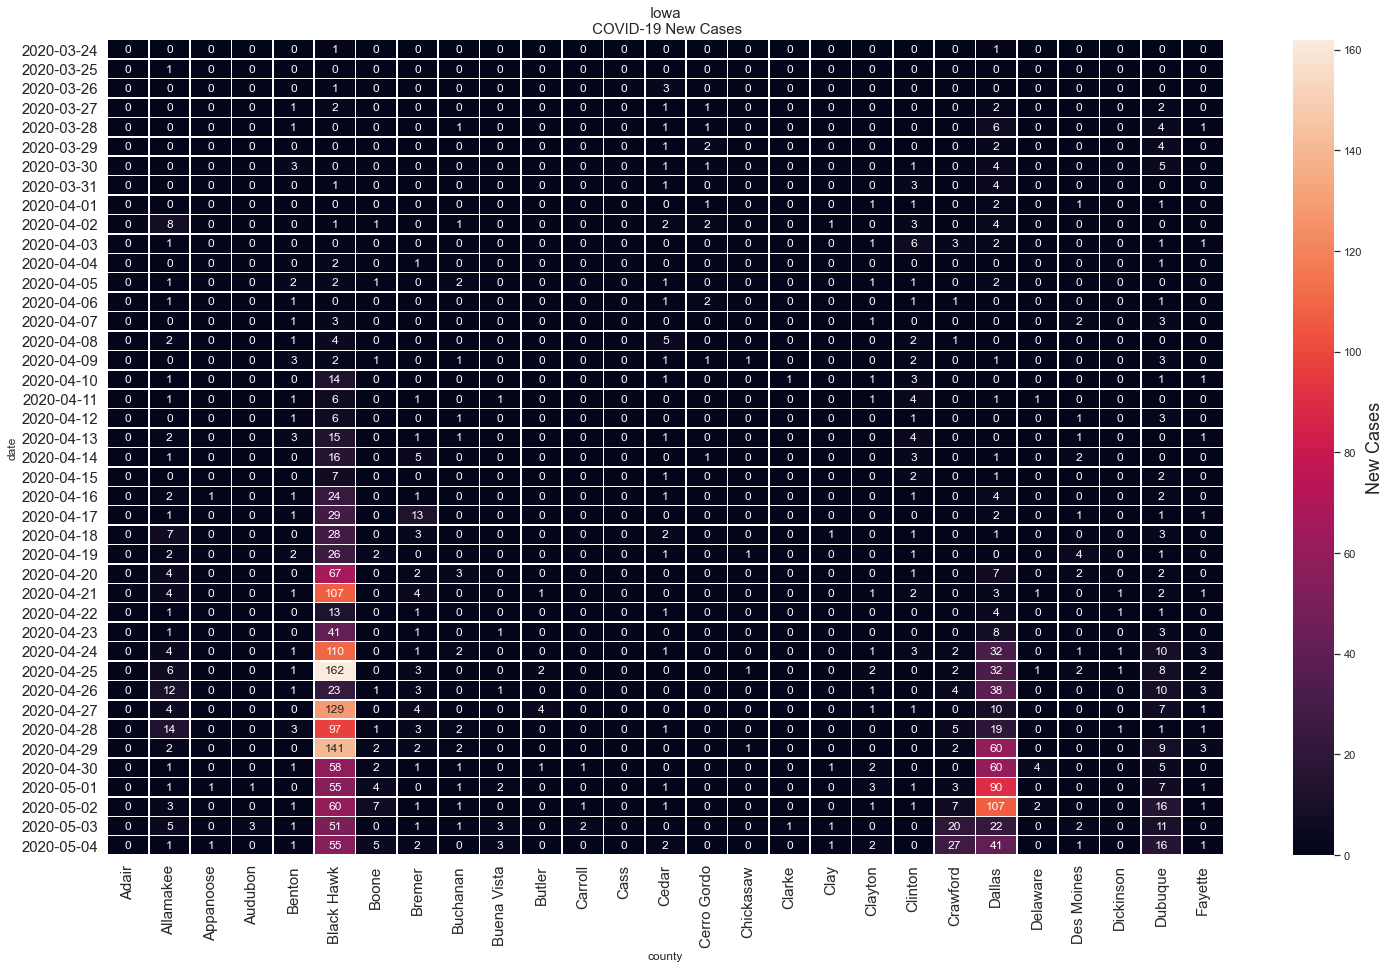 Iowa
COVID-19 New Cases
2020-03-24 0 0 0 0 0 1 0 0 0 0 0 0 0 0 0 0 0 0 0 0 0 1 0 0 0 0 0
2020-03-25 0 1 0 0 0 0 0 0 0 0 0 0 0 0 0 0 0 0 0 0 0 0 0 0 0 0 0
2020-03-26 0 0 0 0 0 1 0 0 0 0 0 0 0 3 0 0 0 0 0 0 0 0 0 0 0 0 0
2020-03-27 0 0 0 0 1 2 0 0 0 0 0 0 0 1 1 0 0 0 0 0 0 2 0 0 0 2 0
2020-03-28 0 0 0 0 1 0 0 0 1 0 0 0 0 1 1 0 0 0 0 0 0 6 0 0 0 4 1
2020-03-29 0 0 0 0 0 0 0 0 0 0 0 0 0 1 2 0 0 0 0 0 0 2 0 0 0 4 0
2020-03-30 0 0 0 0 3 0 0 0 0 0 0 0 0 1 1 0 0 0 0 1 0 4 0 0 0 5 0
2020-03-31 0 0 0 0 0 1 0 0 0 0 0 0 0 1 0 0 0 0 0 3 0 4 0 0 0 0 0
2020-04-01 0 0 0 0 0 0 0 0 0 0 0 0 0 0 1 0 0 0 1 1 0 2 0 1 0 1 0
2020-04-02 0 8 0 0 0 1 1 0 1 0 0 0 0 2 2 0 0 1 0 3 0 4 0 0 0 0 0
2020-04-03 0 1 0 0 0 0 0 0 0 0 0 0 0 0 0 0 0 0 1 6 3 2 0 0 0 1 1
2020-04-04 0 0 0 0 0 2 0 1 0 0 0 0 0 0 0 0 0 0 0 0 0 0 0 0 0 1 0
2020-04-05 0 1 0 0 2 2 1 0 2 0 0 0 0 1 0 0 0 0 1 1 0 2 0 0 0 0 0
2020-04-06 0 1 0 0 1 0 0 0 0 0 0 0 0 1 2 0 0 0 0 1 1 0 0 0 0 1 0
2020-04-07 0 0 0 0 1 3 0 0 0 0 0 0 0 0 0 0 0 0 1 0 0 0 0 2 0 3 0
2020-04-08 0 2 0 0 1 4 0 0 0 0 0 0 0 5 0 0 0 0 0 2 1 0 0 0 0 0 0
2020-04-09 0 0 0 0 3 2 1 0 1 0 0 0 0 1 1 1 0 0 0 2 0 1 0 0 0 3 0
2020-04-10 0 1 0 0 0 14 0 0 0 0 0 0 0 1 0 0 1 0 1 3 0 0 0 0 0 1 1
2020-04-11 0 1 0 0 1 6 0 1 0 1 0 0 0 0 0 0 0 0 0 4 0 1 1 0 0 0 0
2020-04-12 0 0 0 0 1 6 0 0 1 0 0 0 0 0 0 0 0 0 0 1 0 0 0 1 0 3 0
2020-04-13 0 2 0 0 3 15 0 1 1 0 0 0 0 1 0 0 0 0 0 4 0 0 0 1 0 0 1
2020-04-14 0 1 0 0 0 16 0 5 0 0 0 0 0 0 1 0 0 0 0 3 0 1 0 2 0 0 0
2020-04-15 0 0 0 0 0 7 0 0 0 0 0 0 0 1 0 0 0 0 0 2 0 1 0 0 0 2 0
2020-04-16 0 2 1 0 1 24 0 1 0 0 0 0 0 1 0 0 0 0 0 1 0 4 0 0 0 2 0
2020-04-17 0 1 0 0 1 29 0 13 0 0 0 0 0 0 0 0 0 0 0 0 0 2 0 1 0 1 1
2020-04-18 0 7 0 0 0 28 0 3 0 0 0 0 0 2 0 0 0 1 0 1 0 1 0 0 0 3 0
2020-04-19 0 2 0 0 2 26 2 0 0 0 0 0 0 1 0 1 0 0 0 1 0 0 0 4 0 1 0
2020-04-20 0 4 0 0 0 67 0 2 3 0 0 0 0 0 0 0 0 0 0 1 0 7 0 2 0 2 0
2020-04-21 0 4 0 0 1 107 0 4 0 0 1 0 0 0 0 0 0 0 1 2 0 3 1 0 1 2 1
2020-04-22 0 1 0 0 0 13 0 1 0 0 0 0 0 1 0 0 0 0 0 0 0 4 0 0 1 1 0
2020-04-23 0 1 0 0 0 41 0 1 0 1 0 0 0 0 0 0 0 0 0 0 0 8 0 0 0 3 0
2020-04-24 0 4 0 0 1 110 0 1 2 0 0 0 0 1 0 0 0 0 1 3 2 32 0 1 1 10 3
2020-04-25 0 6 0 0 1 162 0 3 0 0 2 0 0 0 0 1 0 0 2 0 2 32 1 2 1 8 2
2020-04-26 0 12 0 0 1 23 1 3 0 1 0 0 0 0 0 0 0 0 1 0 4 38 0 0 0 10 3
2020-04-27 0 4 0 0 0 129 0 4 0 0 4 0 0 0 0 0 0 0 1 1 0 10 0 0 0 7 1
2020-04-28 0 14 0 0 3 97 1 3 2 0 0 0 0 1 0 0 0 0 0 0 5 19 0 0 1 1 1
2020-04-29 0 2 0 0 0 141 2 2 2 0 0 0 0 0 0 1 0 0 0 0 2 60 0 0 0 9 3
2020-04-30 0 1 0 0 1 58 2 1 1 0 1 1 0 0 0 0 0 1 2 0 0 60 4 0 0 5 0
2020-05-01 0 1 1 1 0 55 4 0 1 2 0 0 0 1 0 0 0 0 3 1 3 90 0 0 0 7 1
2020-05-02 0 3 0 0 1 60 7 1 1 0 0 1 0 1 0 0 0 0 1 1 7 107 2 0 0 16 1
2020-05-03 0 5 0 3 1 51 0 1 1 3 0 2 0 0 0 0 1 1 0 0 20 22 0 2 0 11 0
2020-05-04 0 1 1 0 1 55 5 2 0 3 0 0 0 2 0 0 0 1 2 0 27 41 0 1 0 16 1
date
Adair Allamakee Appanoose Audubon Benton Black Hawk Boone Bremer Buchanan Buena Vista Butler Carroll Cass Cedar Cerro Gordo Chickasaw Clarke Clay Clayton Clinton Crawford Dallas Delaware Des Moines Dickinson Dubuque Fayette
county
160
140
120
100
80
60
40
20
0
New Cases